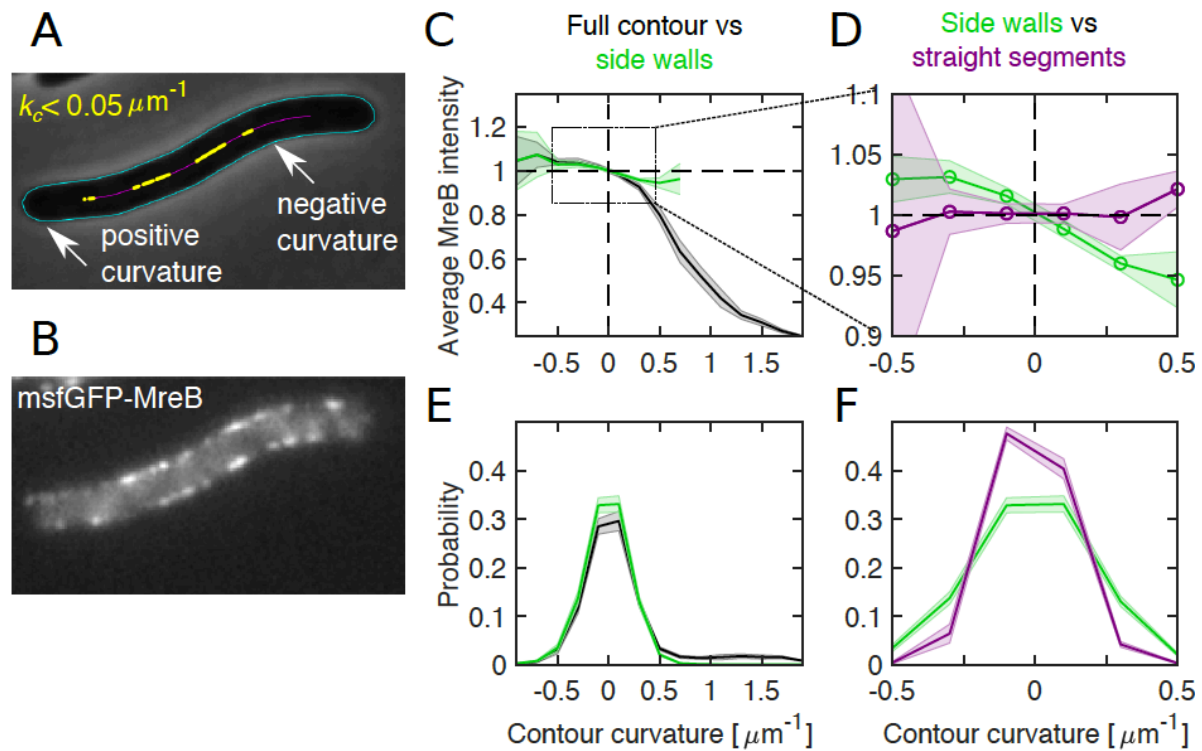 A
k_c < 0.05 μm⁻¹
positive
curvature
negative
curvature
B
msfGFP-MreB
C
Full contour vs
side walls
Average MreB intensity
1.2
1
0.8
0.6
0.4
-0.5
0
0.5
1
1.5
D
Side walls vs
straight segments
1.1
1.05
1
0.95
0.9
-0.5
0
0.5
E
Probability
0.4
0.3
0.2
0.1
0
-0.5
0
0.5
1
1.5
Contour curvature [ μm⁻¹]
F
0.4
0.3
0.2
0.1
0
-0.5
0
0.5
Contour curvature [ μm⁻¹]